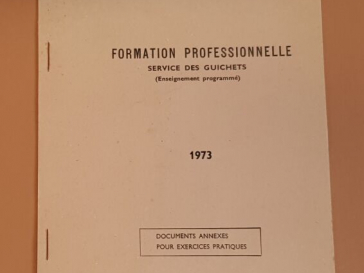 FORMATION PROFESSIONNELLE
SERVICE DES GUICHETS
(Enseignement programmé)
1973
DOCUMENTS ANNEXES
POUR EXERCICES PRATIQUES